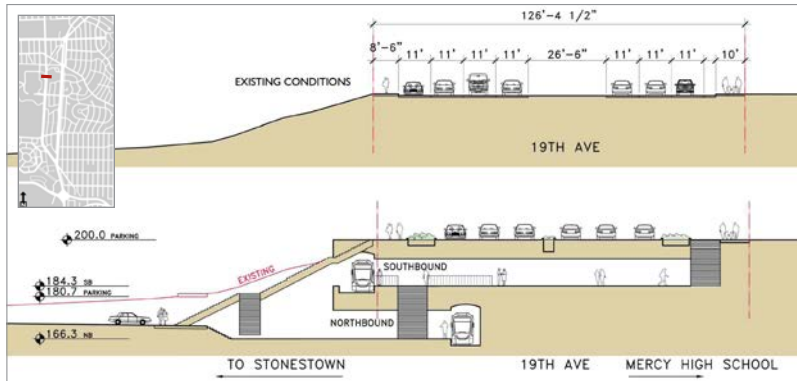 126'-4 1/2"
8'-6" 11' 11' 11' 11' 26'-6" 11' 11' 11' 10'
EXISTING CONDITIONS
19TH AVE
200.0 PARKING
EXISTING
SOUTHBOUND
184.3 SB
180.7 PARKING
NORTHBOUND
166.3 NB
TO STONESTOWN 19TH AVE MERCY HIGH SCHOOL